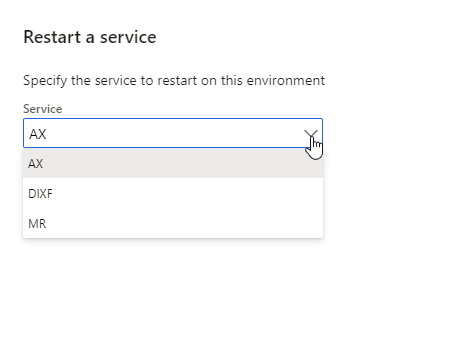 Restart a service
Specify the service to restart on this environment
Service
AX
AX
DIXF
MR